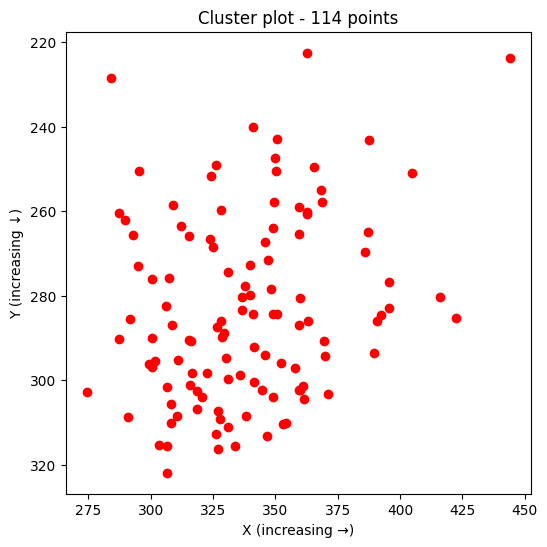 Cluster plot - 114 points
220
240
260
280
300
320
Y (increasing ↓)
275 300 325 350 375 400 425 450
X (increasing →)